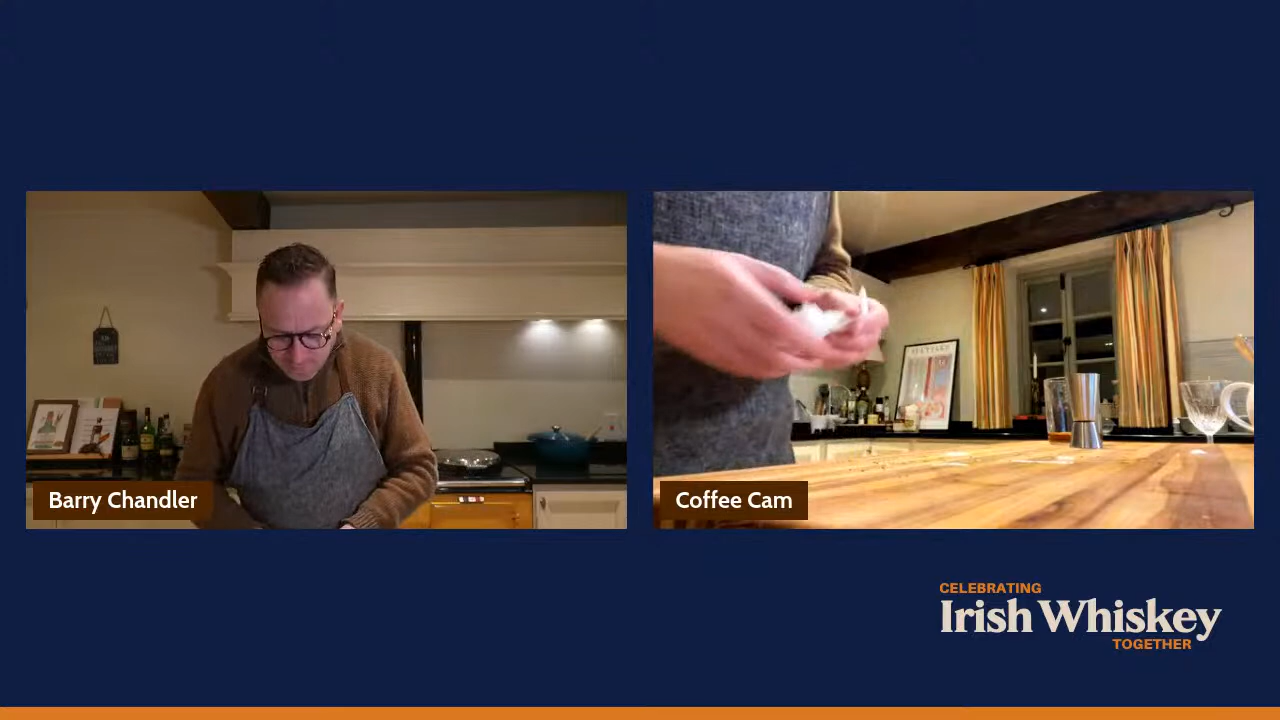 Barry Chandler
Coffee Cam
CELEBRATING
Irish Whiskey
TOGETHER